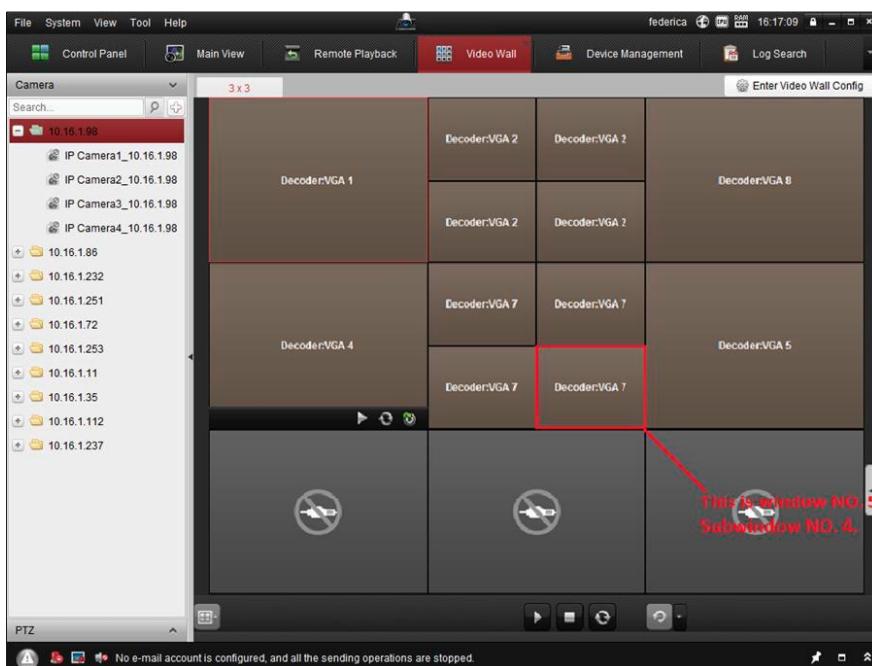 File System View Tool Help
federica
16:17:09
Control Panel
Main View
Remote Playback
Video Wall
Device Management
Log Search
Camera
3 x 3
Enter Video Wall Config
Search...
10.16.1.98
IP Camera1_10.16.1.98
IP Camera2_10.16.1.98
IP Camera3_10.16.1.98
IP Camera4_10.16.1.98
10.16.1.86
10.16.1.232
10.16.1.251
10.16.1.72
10.16.1.253
10.16.1.11
10.16.1.35
10.16.1.112
10.16.1.237
Decoder:VGA 1
Decoder:VGA 2
Decoder:VGA 2
Decoder:VGA 8
Decoder:VGA 2
Decoder:VGA 2
Decoder:VGA 4
Decoder:VGA 7
Decoder:VGA 7
Decoder:VGA 5
Decoder:VGA 7
Decoder:VGA 7
This is window NO. 5
Subwindow NO. 4.
PTZ
No e-mail account is configured, and all the sending operations are stopped.